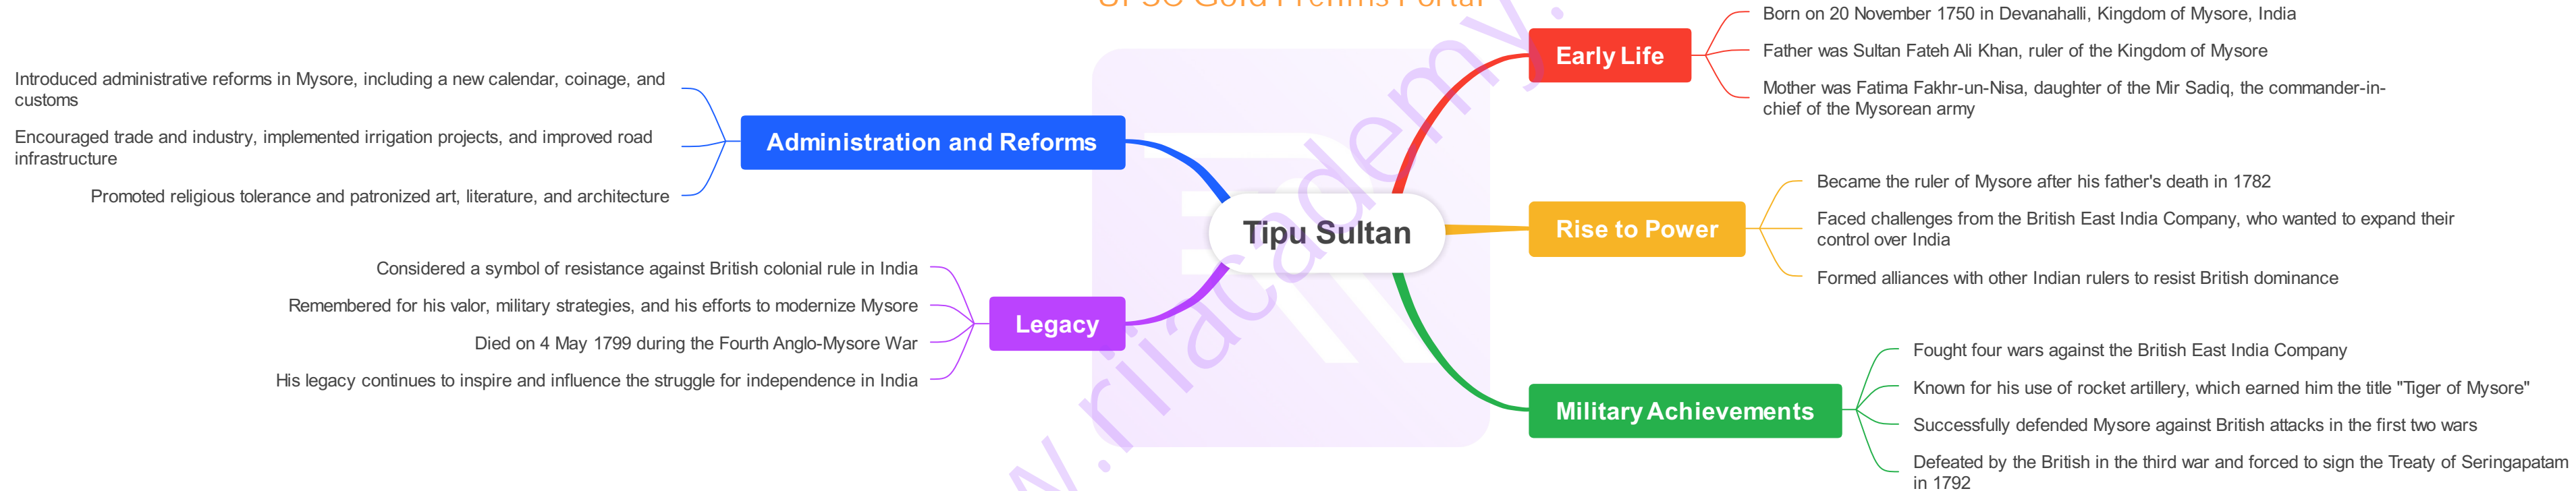 UPSC Gold Prelims Portal
Tipu Sultan
Early Life
Born on 20 November 1750 in Devanahalli, Kingdom of Mysore, India
Father was Sultan Fateh Ali Khan, ruler of the Kingdom of Mysore
Mother was Fatima Fakhr-un-Nisa, daughter of the Mir Sadiq, the commander-in-
chief of the Mysorean army
Rise to Power
Became the ruler of Mysore after his father's death in 1782
Faced challenges from the British East India Company, who wanted to expand their
control over India
Formed alliances with other Indian rulers to resist British dominance
Military Achievements
Fought four wars against the British East India Company
Known for his use of rocket artillery, which earned him the title "Tiger of Mysore"
Successfully defended Mysore against British attacks in the first two wars
Defeated by the British in the third war and forced to sign the Treaty of Seringapatam
in 1792
Administration and Reforms
Introduced administrative reforms in Mysore, including a new calendar, coinage, and
customs
Encouraged trade and industry, implemented irrigation projects, and improved road
infrastructure
Promoted religious tolerance and patronized art, literature, and architecture
Legacy
Considered a symbol of resistance against British colonial rule in India
Remembered for his valor, military strategies, and his efforts to modernize Mysore
Died on 4 May 1799 during the Fourth Anglo-Mysore War
His legacy continues to inspire and influence the struggle for independence in India